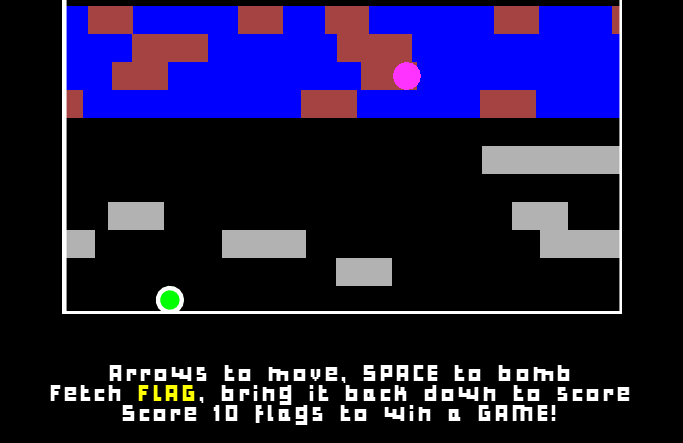 Arrows to move, SPACE to bomb
Fetch FLAG, bring it back down to score
Score 10 flags to win a GAME!